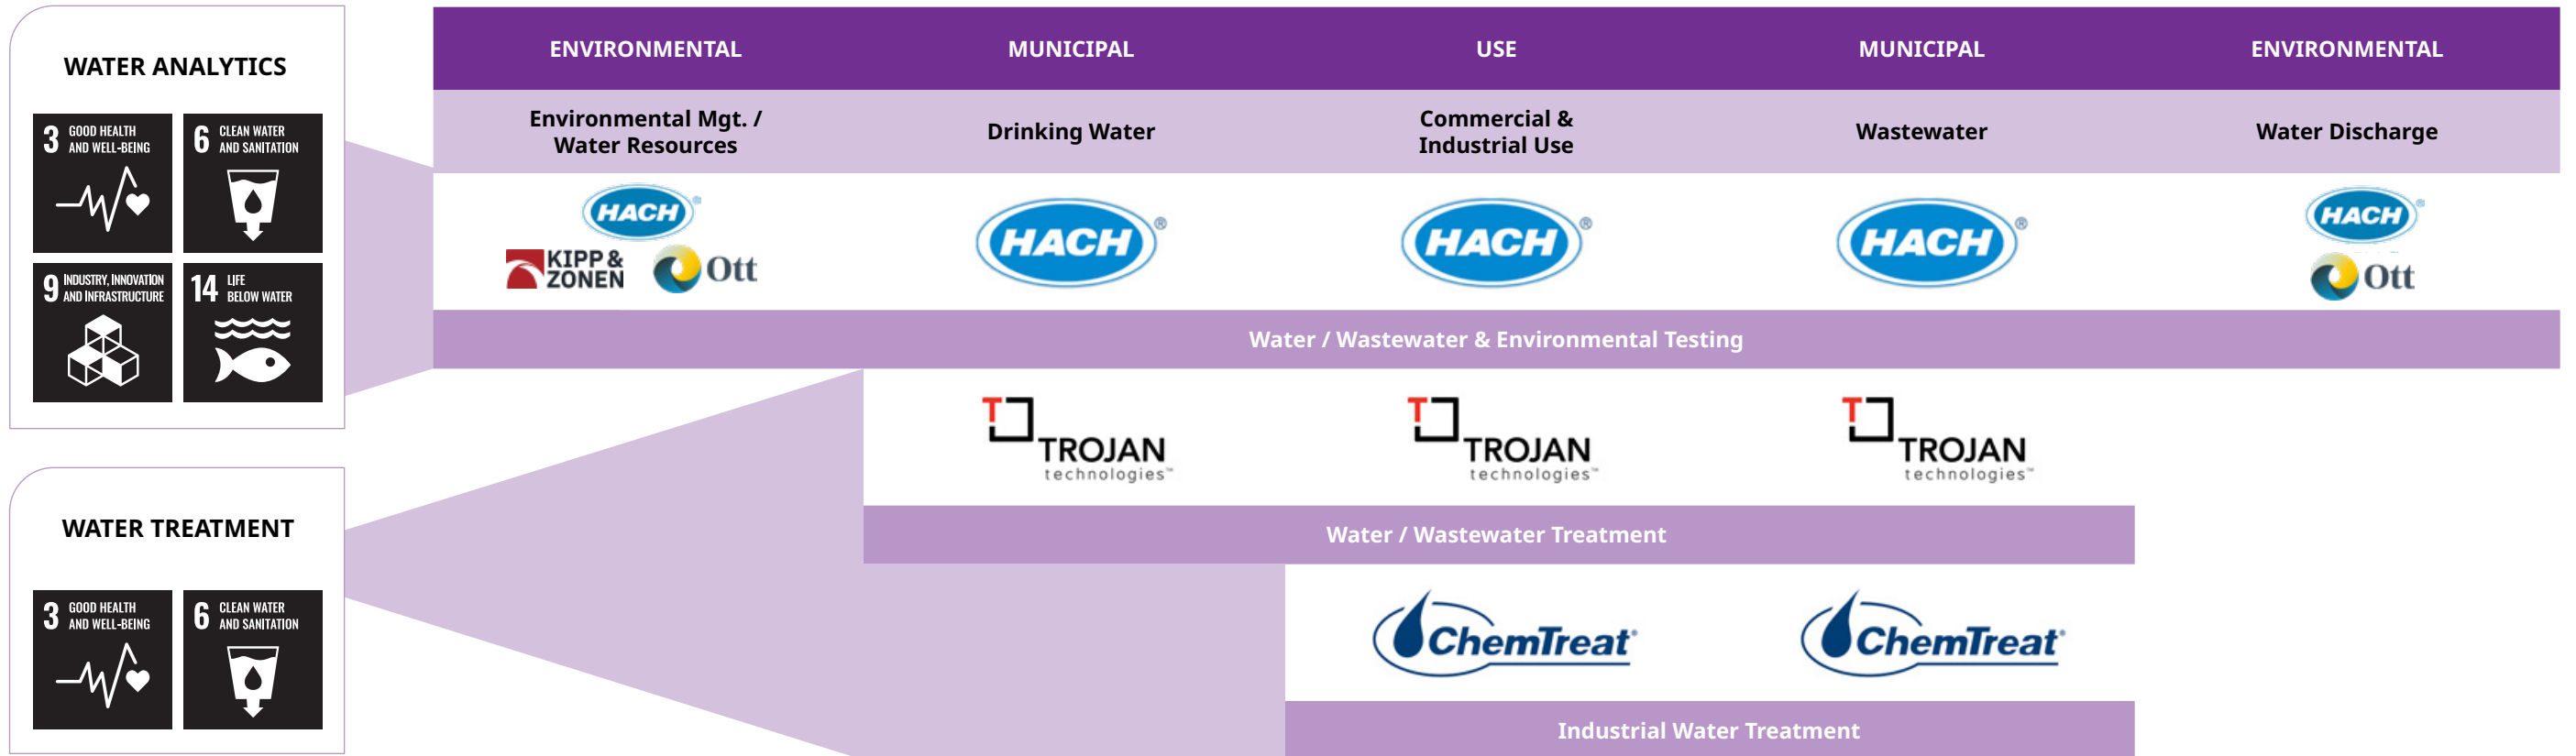 WATER ANALYTICS
3 GOOD HEALTH
AND WELL-BEING
6 CLEAN WATER
AND SANITATION
9 INDUSTRY, INNOVATION
AND INFRASTRUCTURE
14 LIFE
BELOW WATER
ENVIRONMENTAL
MUNICIPAL
USE
MUNICIPAL
ENVIRONMENTAL
Environmental Mgt. /
Water Resources
Drinking Water
Commercial &
Industrial Use
Wastewater
Water Discharge
HACH®
KIPP &
ZONEN
Ott
HACH®
HACH®
HACH®
HACH®
Ott
Water / Wastewater & Environmental Testing
WATER TREATMENT
3 GOOD HEALTH
AND WELL-BEING
6 CLEAN WATER
AND SANITATION
T
TROJAN
technologies™
T
TROJAN
technologies™
T
TROJAN
technologies™
Water / Wastewater Treatment
ChemTreat®
ChemTreat®
Industrial Water Treatment